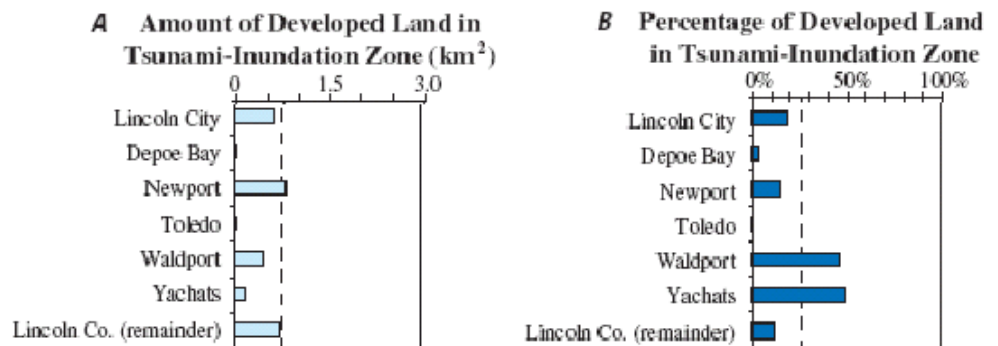 A Amount of Developed Land in
Tsunami-Inundation Zone (km²)
0 1.5 3.0
Lincoln City
Depoe Bay
Newport
Toledo
Waldport
Yachats
Lincoln Co. (remainder)
B Percentage of Developed Land
in Tsunami-Inundation Zone
0% 50% 100%
Lincoln City
Depoe Bay
Newport
Toledo
Waldport
Yachats
Lincoln Co. (remainder)